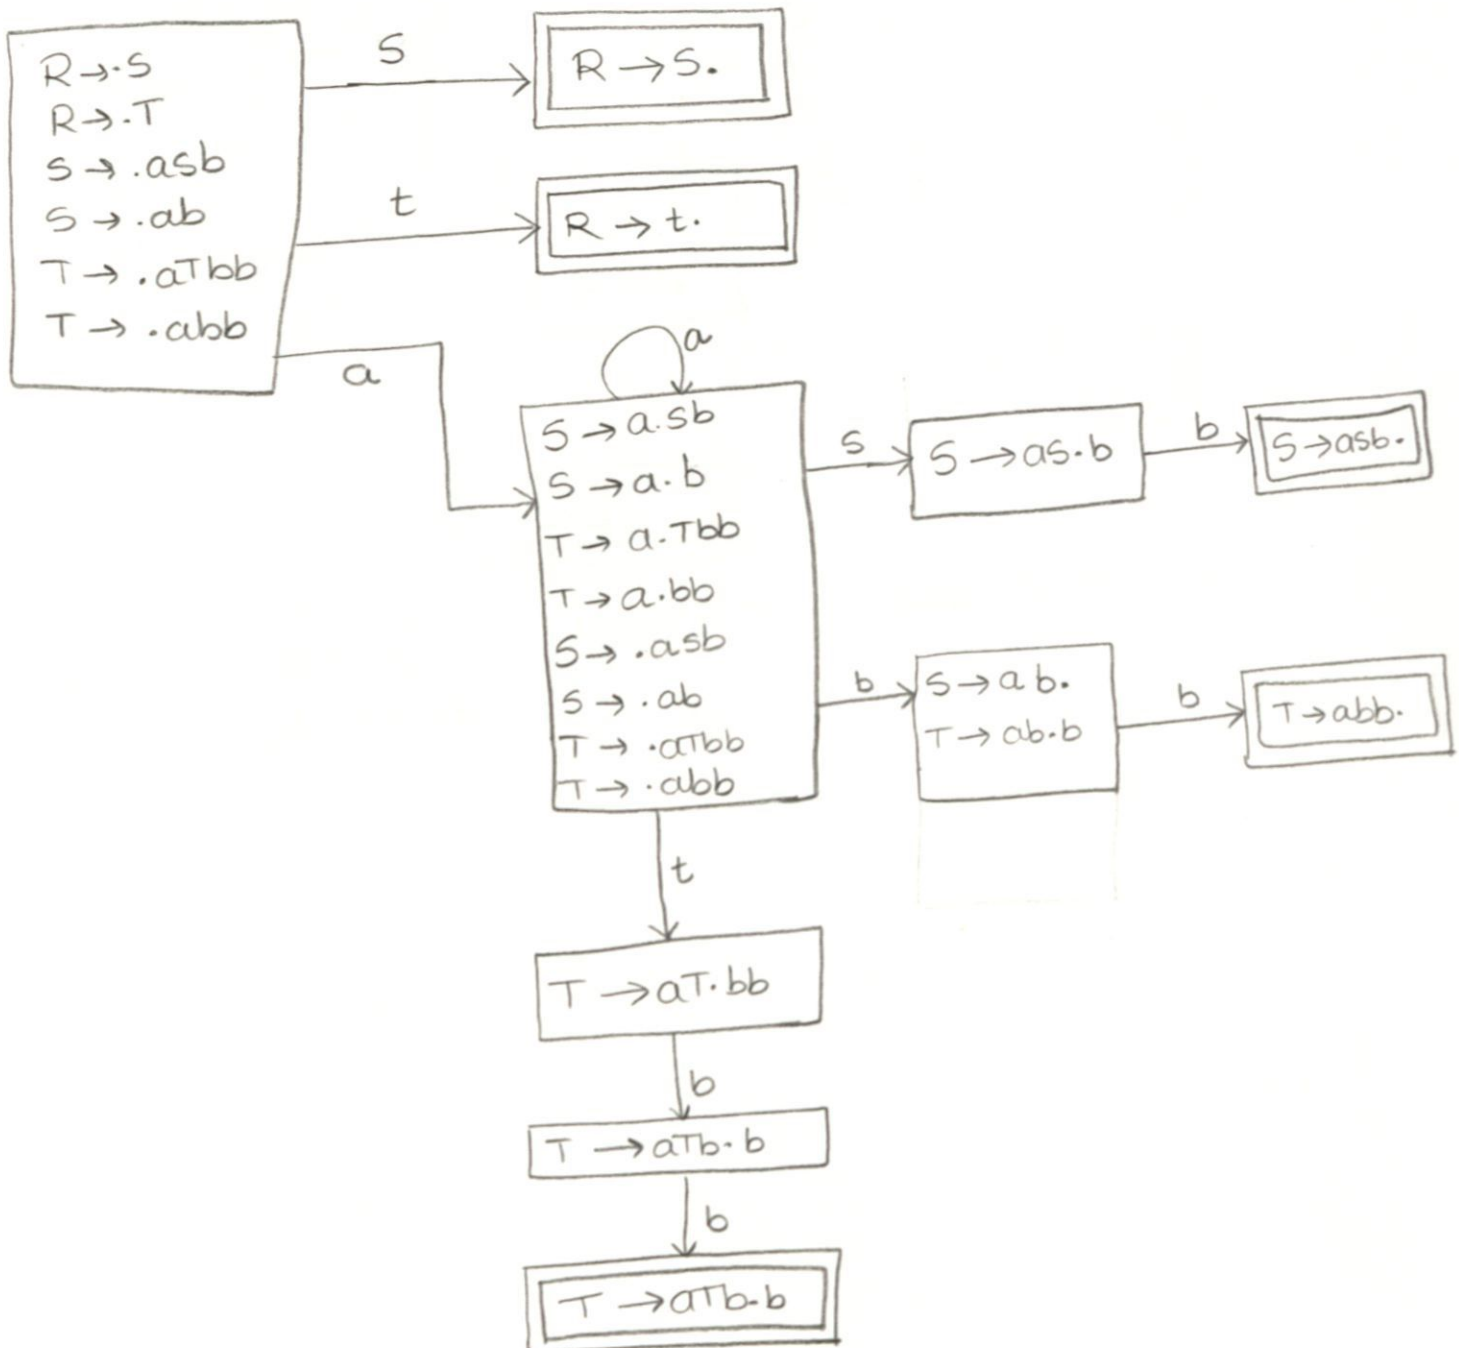 R → .S
R → .T
S → .asb
S → .ab
T → .aTbb
T → .abb
S
R → S.
t
R → t.
a
a
S → a.sb
S → a.b
T → a.Tbb
T → a.bb
S → .asb
S → .ab
T → .aTbb
T → .abb
s
S → as.b
b
S → asb.
b
S → ab.
T → ab.b
b
T → abb.
t
T → aT.bb
b
T → aTb.b
b
T → aTb.b